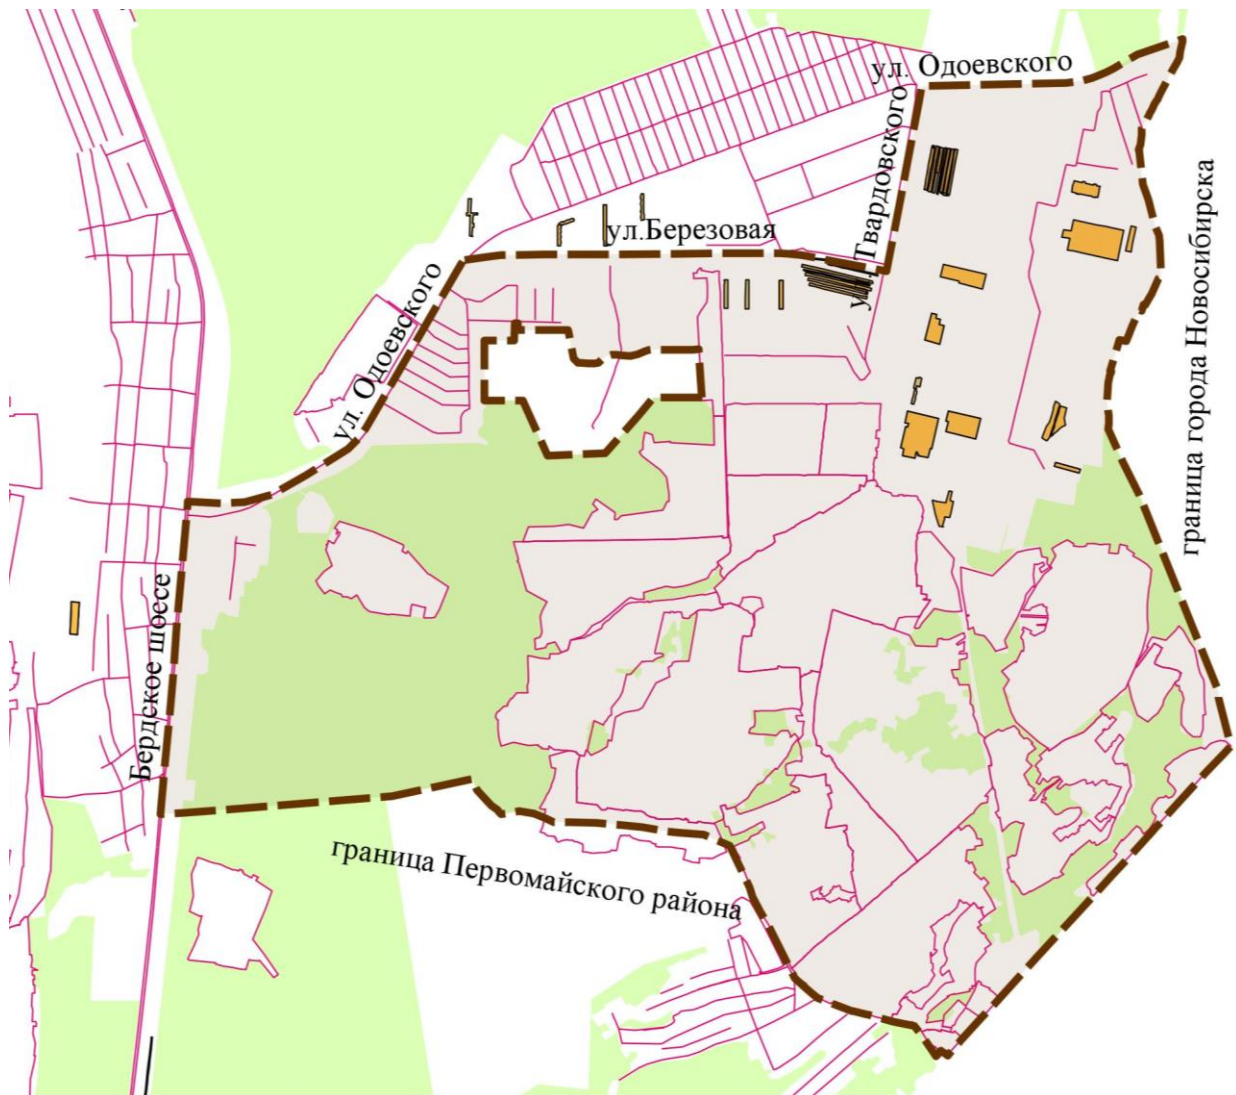 ул. Одоевского
ул. Твардовского
ул.Березовая
ул. Одоевского
граница города Новосибирска
Бердское шоссе
граница Первомайского района